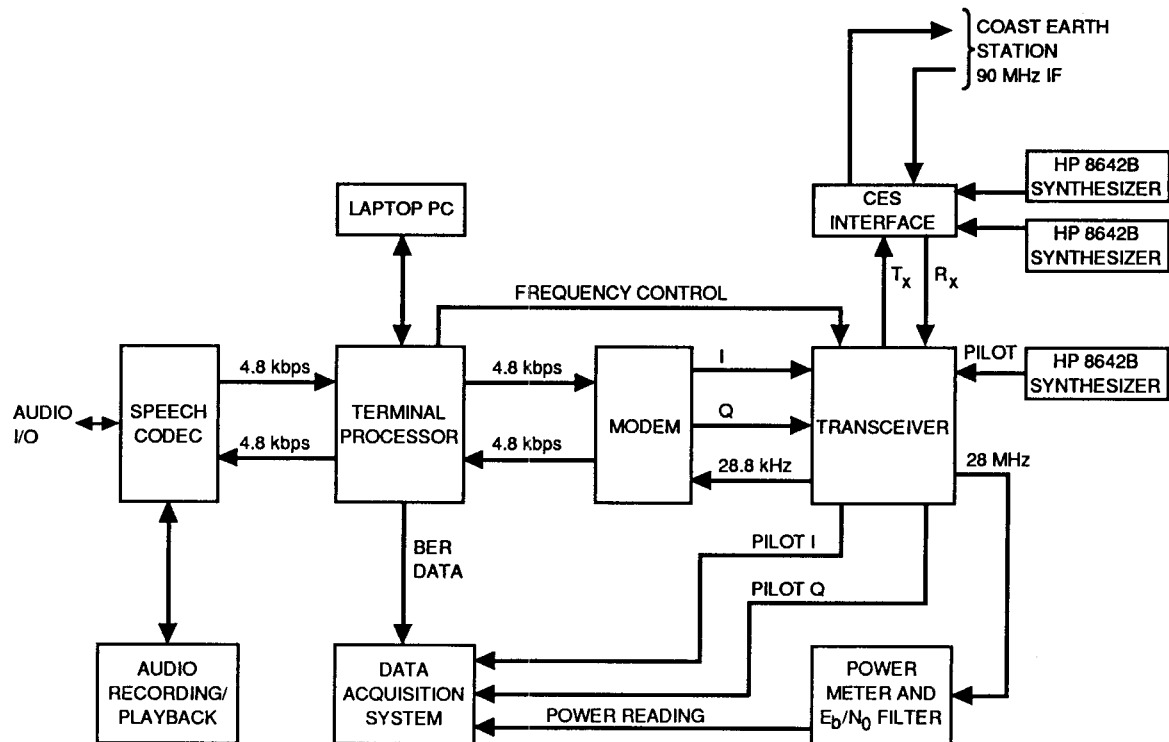 COAST EARTH
STATION
90 MHz IF
HP 8642B
SYNTHESIZER
CES
INTERFACE
HP 8642B
SYNTHESIZER
LAPTOP PC
Tx
Rx
FREQUENCY CONTROL
PILOT
HP 8642B
SYNTHESIZER
4.8 kbps
4.8 kbps
I
AUDIO
I/O
SPEECH
CODEC
TERMINAL
PROCESSOR
MODEM
Q
TRANSCEIVER
4.8 kbps
4.8 kbps
28.8 kHz
28 MHz
BER
DATA
PILOT I
PILOT Q
AUDIO
RECORDING/
PLAYBACK
DATA
ACQUISITION
SYSTEM
POWER READING
POWER
METER AND
Eb/N0 FILTER